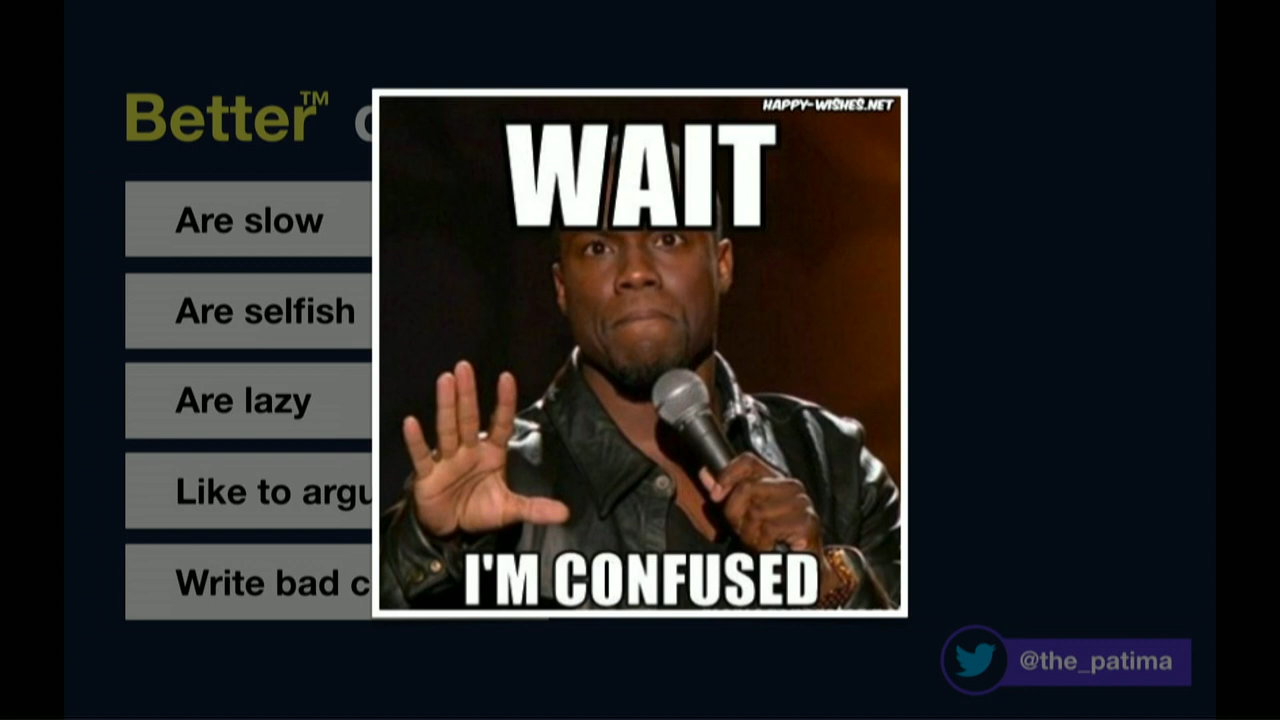 Better™
Are slow
Are selfish
Are lazy
Like to argu
Write bad c
HAPPY-WISHES.NET
WAIT
I'M CONFUSED
@the_patima